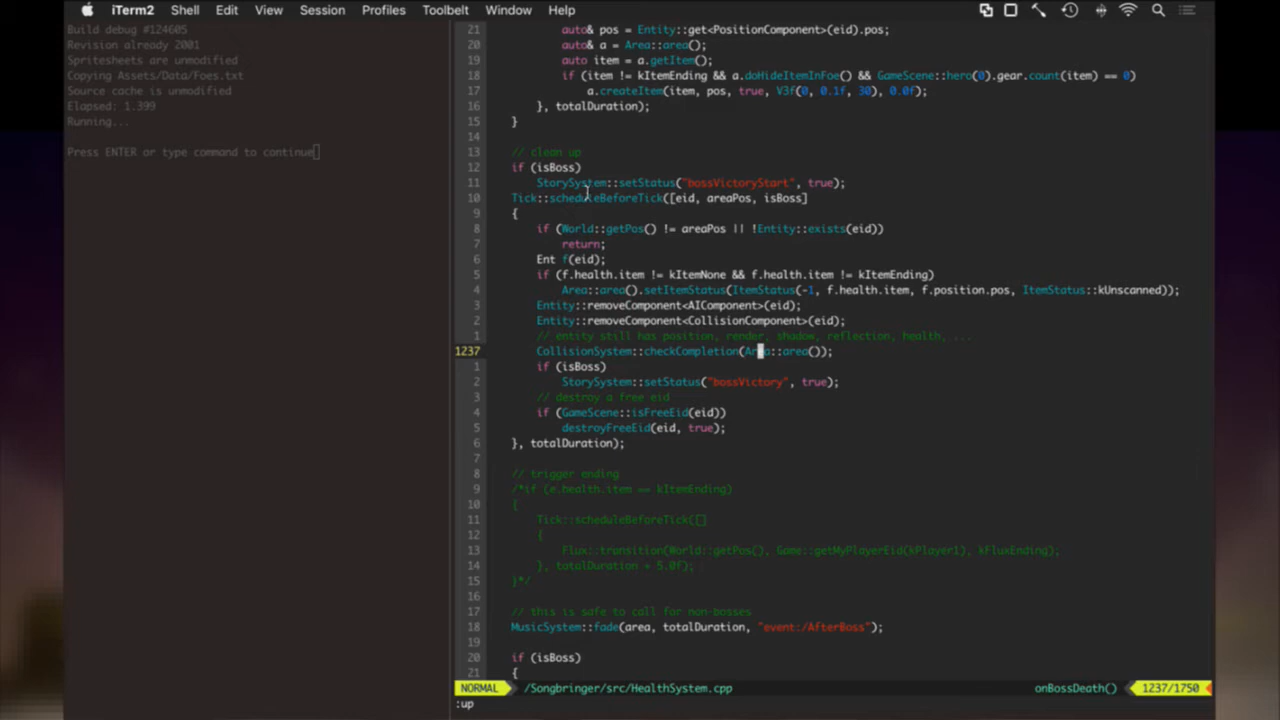 iTerm2 Shell Edit View Session Profiles Toolbelt Window Help
Build debug #124605
Revision already 2001
Spritesheets are unmodified
Copying Assets/Data/Foes.txt
Source cache is unmodified
Elapsed: 1.399
Running...
Press ENTER or type command to continue
21 auto& pos = Entity::get<PositionComponent>(eid).pos;
20 auto& a = Area::area();
19 auto item = a.getItem();
18 if (item != kItemEnding && a.doHideItemInFoe() && GameScene::hero(0).gear.count(item) == 0)
17 a.createItem(item, pos, true, V3f(0, 0.1f, 30), 0.0f);
16 }, totalDuration);
15 }
14
13 // clean up
12 if (isBoss)
11 StorySystem::setStatus("bossVictoryStart", true);
10 Tick::scheduleBeforeTick([eid, areaPos, isBoss]
9 {
8 if (World::getPos() != areaPos || !Entity::exists(eid))
7 return;
6 Ent f(eid);
5 if (f.health.item != kItemNone && f.health.item != kItemEnding)
4 Area::area().setItemStatus(ItemStatus(-1, f.health.item, f.position.pos, ItemStatus::kUnscanned));
3 Entity::removeComponent<AIComponent>(eid);
2 Entity::removeComponent<CollisionComponent>(eid);
1 // entity still has position, render, shadow, reflection, health,...
1237 CollisionSystem::checkCompletion(Area::area());
1 if (isBoss)
2 StorySystem::setStatus("bossVictory", true);
3 // destroy a free eid
4 if (GameScene::isFreeEid(eid))
5 destroyFreeEid(eid, true);
6 }, totalDuration);
7
8 // trigger ending
9 /*if (e.health.item == kItemEnding)
10 {
11 Tick::scheduleBeforeTick([]
12 {
13 Flux::transition(World::getPos(), Game::getMyPlayerEid(kPlayer1), kFluxEnding);
14 }, totalDuration + 5.0f);
15 }*/
16
17 // this is safe to call for non-bosses
18 MusicSystem::fade(area, totalDuration, "event:/AfterBoss");
19
20 if (isBoss)
21 {
NORMAL /Songbringer/src/HealthSystem.cpp onBossDeath() 1237/1750
:up